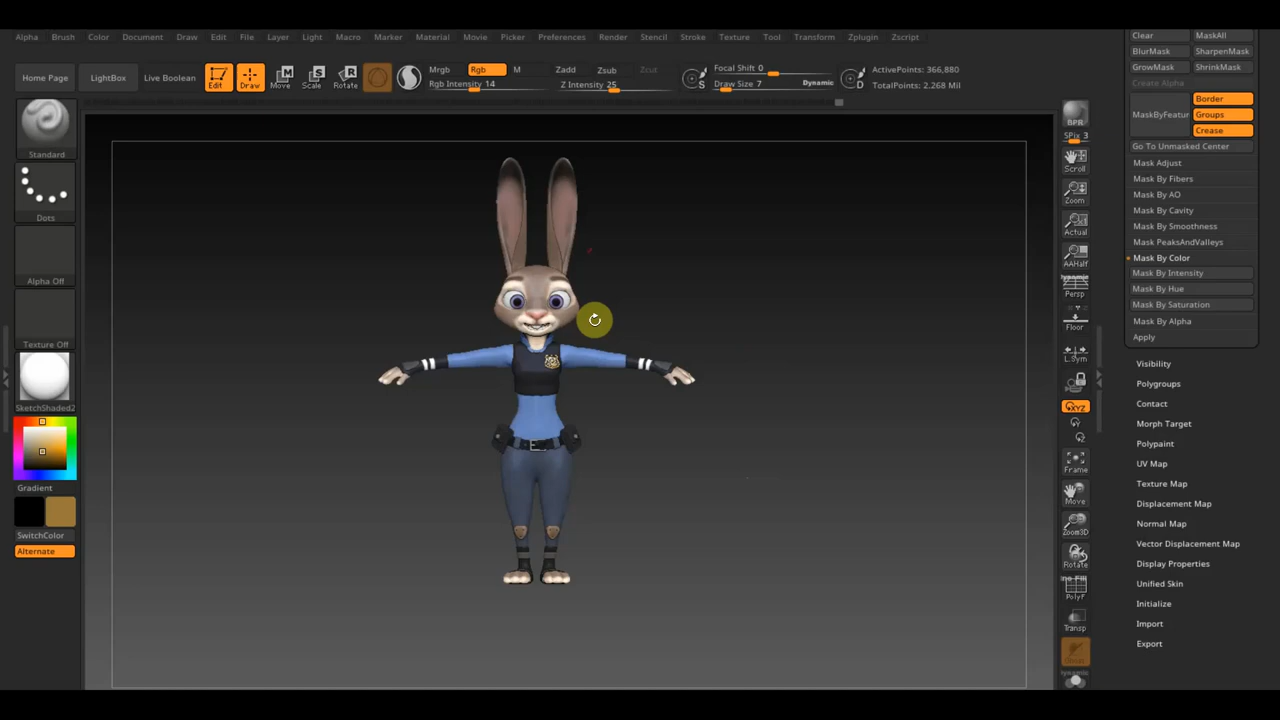 Alpha Brush Color Document Draw Edit File Layer Light Macro Marker Material Movie Picker Preferences Render Stencil Stroke Texture Tool Transform Zplugin Zscript
Home Page LightBox Live Boolean Edit Draw Move Scale Rotate
Mrgb Rgb M Zadd Zsub Zcut
Rgb Intensity 14 Z Intensity 25
Focal Shift 0
Draw Size 7 Dynamic
ActivePoints: 366,880
TotalPoints: 2.268 Mil
Standard
Dots
Alpha Off
Texture Off
SketchShaded2
Gradient
SwitchColor
Alternate
BPR
SPix 3
Scroll
Zoom
Actual
AAHalf
Persp
Floor
L.Sym
XYZ
Frame
Move
Zoom3D
Rotate
PolyF
Transp
Clear MaskAll
BlurMask SharpenMask
GrowMask ShrinkMask
Create Alpha
MaskByFeatur
Border
Groups
Crease
Go To Unmasked Center
Mask Adjust
Mask By Fibers
Mask By AO
Mask By Cavity
Mask By Smoothness
Mask PeaksAndValleys
Mask By Color
Mask By Intensity
Mask By Hue
Mask By Saturation
Mask By Alpha
Apply
Visibility
Polygroups
Contact
Morph Target
Polypaint
UV Map
Texture Map
Displacement Map
Normal Map
Vector Displacement Map
Display Properties
Unified Skin
Initialize
Import
Export